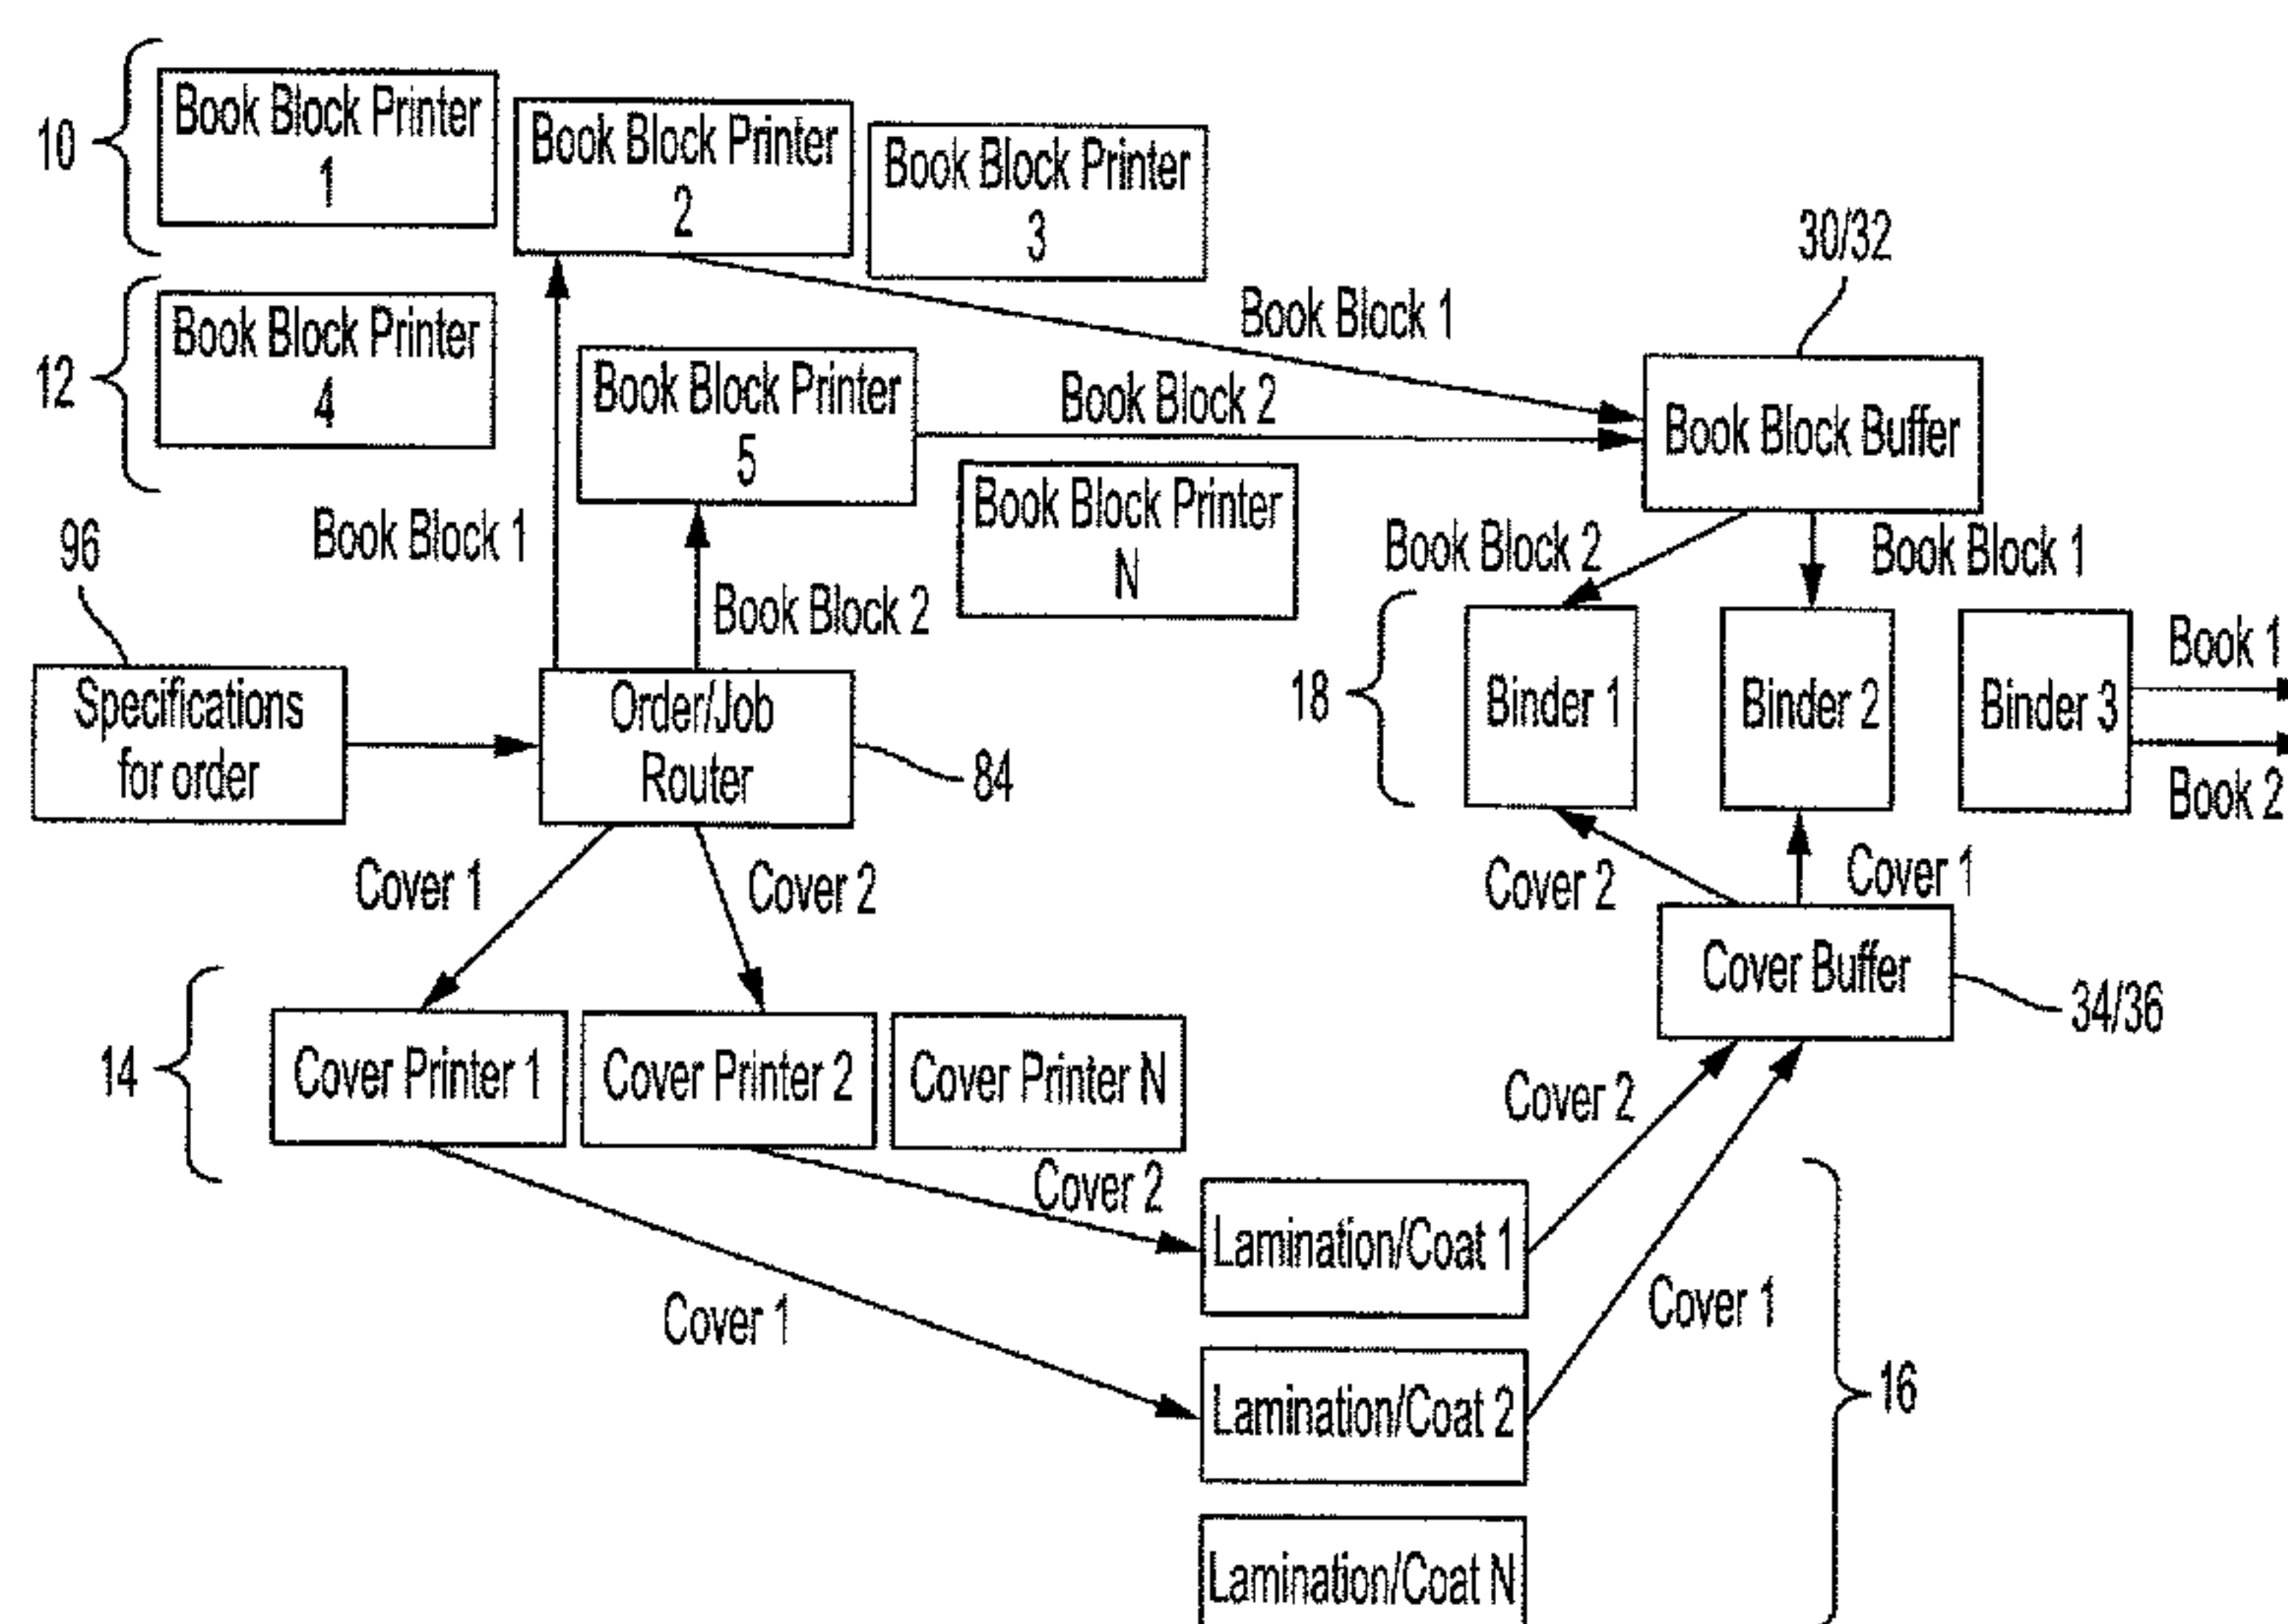 10
Book Block Printer
1
Book Block Printer
2
Book Block Printer
3
12
Book Block Printer
4
Book Block Printer
5
Book Block Printer
N
Book Block 1
Book Block 2
30/32
Book Block Buffer
Book Block 1
Book Block 2
Book Block 2
Book Block 1
96
Specifications
for order
Order/Job
Router
84
18
Binder 1
Binder 2
Binder 3
Book 1
Book 2
Cover 1
Cover 2
Cover 2
Cover 1
Cover Buffer
34/36
14
Cover Printer 1
Cover Printer 2
Cover Printer N
Cover 2
Cover 1
Cover 2
Cover 1
Lamination/Coat 1
Lamination/Coat 2
Lamination/Coat N
16